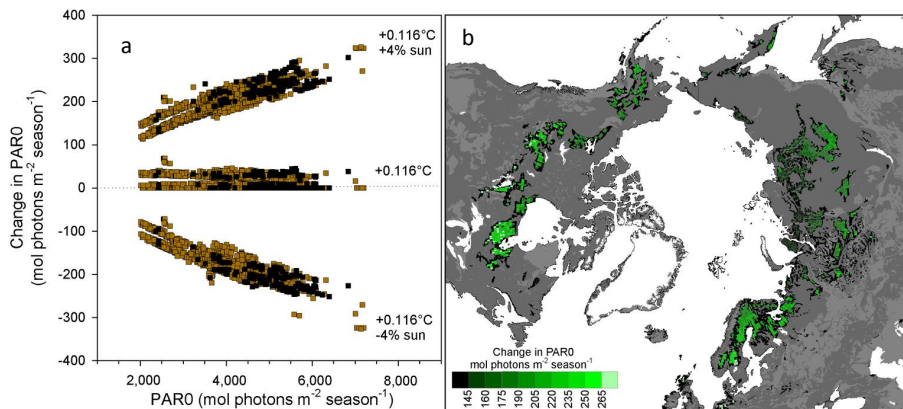 a
b
400
300
200
100
0
-100
-200
-300
-400
Change in PAR0
(mol photons m⁻² season⁻¹)
+0.116°C
+4% sun
+0.116°C
+0.116°C
-4% sun
2,000
4,000
6,000
8,000
PAR0 (mol photons m⁻² season⁻¹)
Change in PAR0
mol photons m⁻² season⁻¹
145
160
175
190
205
220
235
250
265